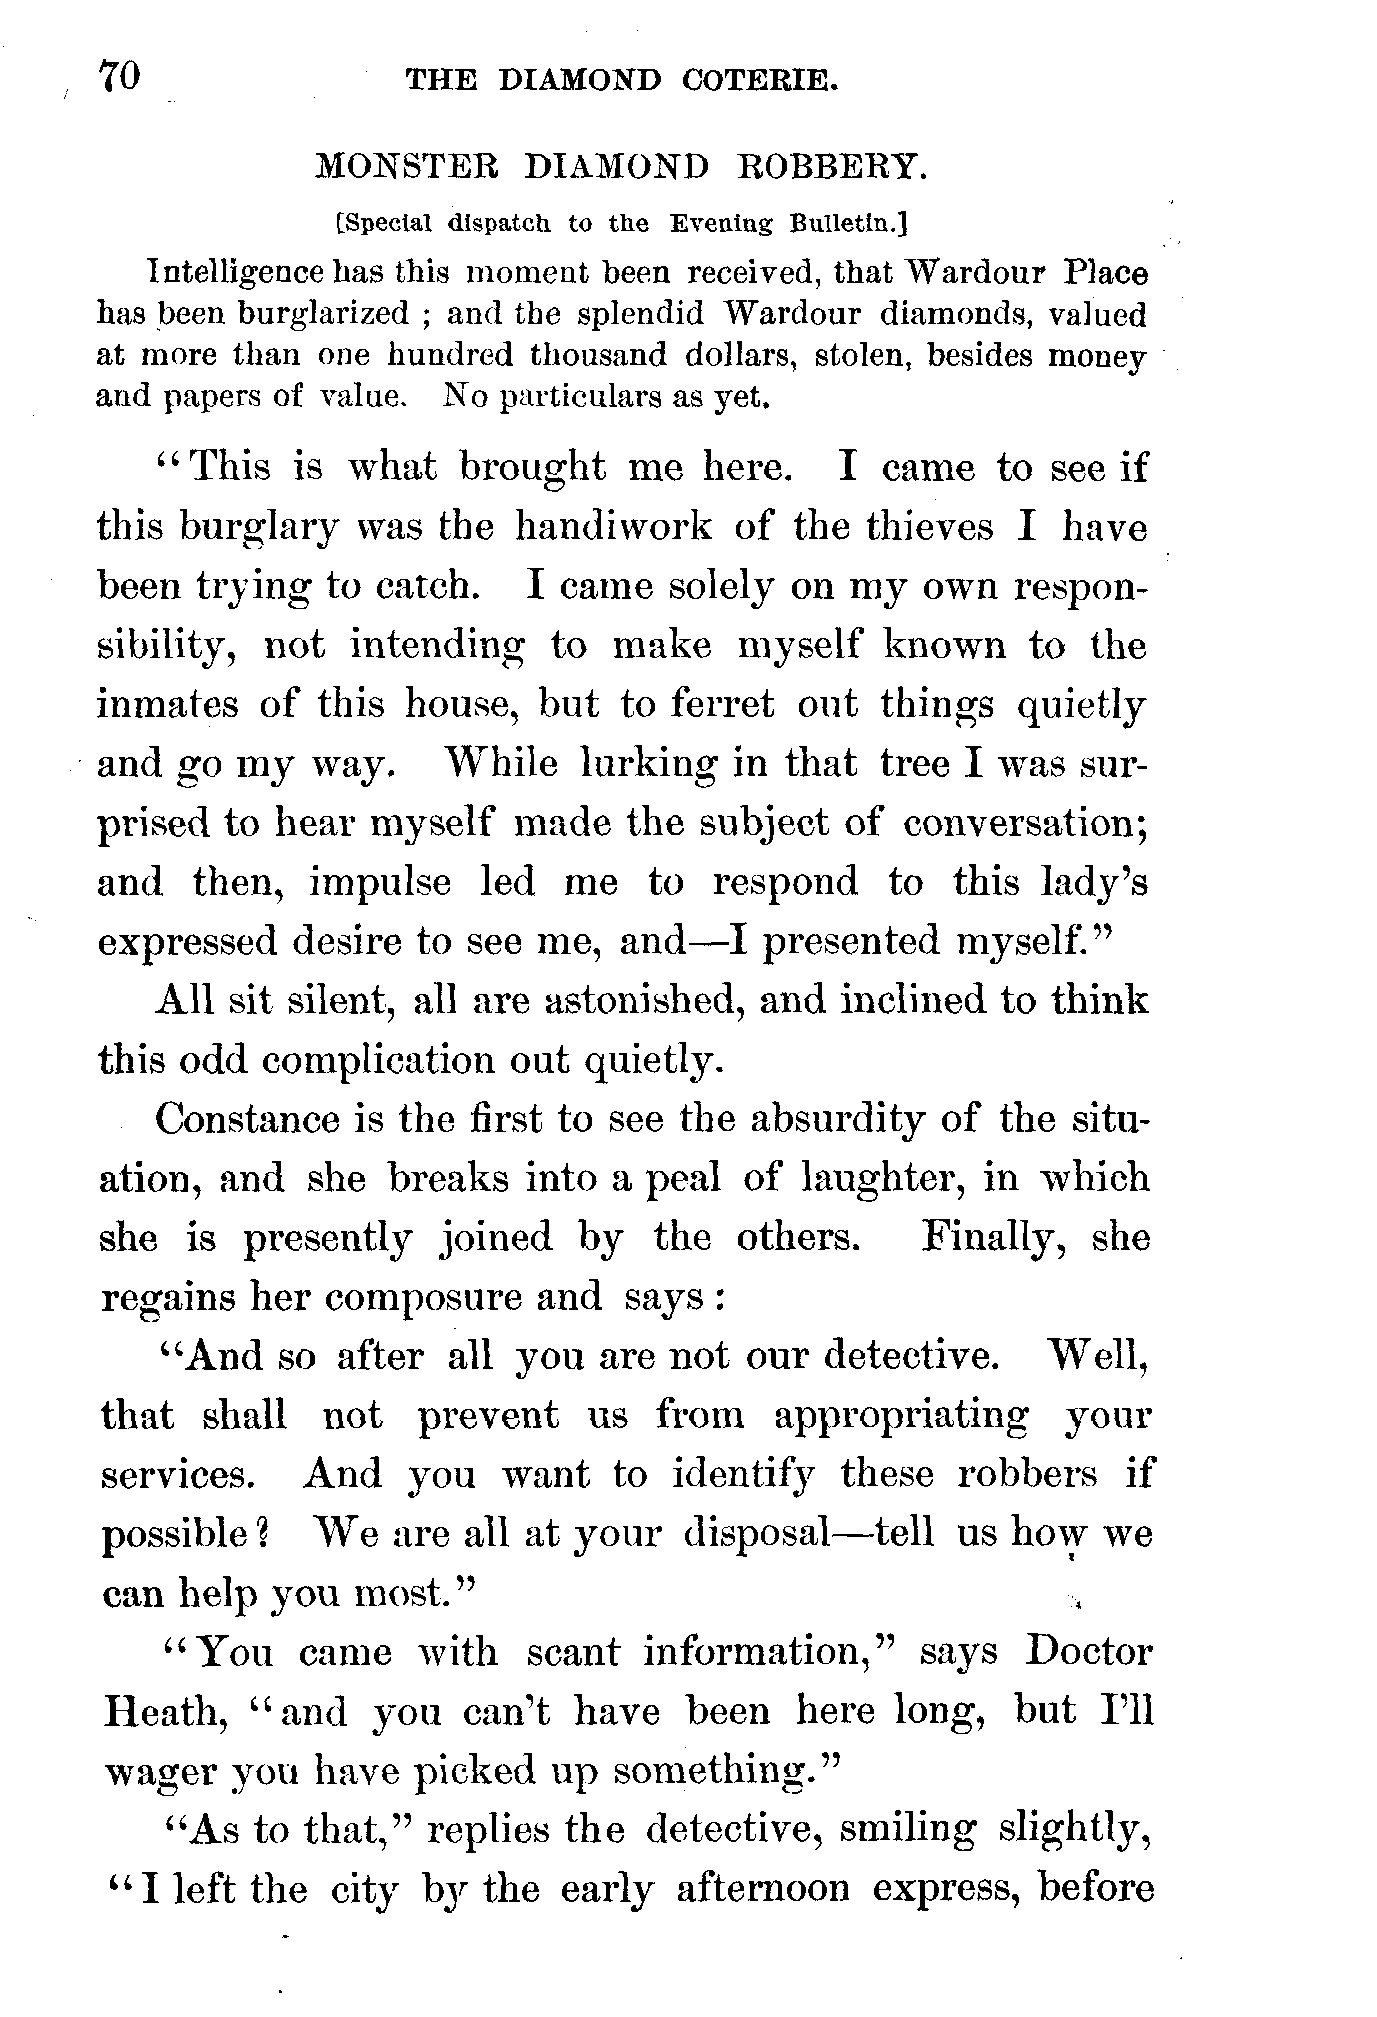 70 THE DIAMOND COTERIE.
MONSTER DIAMOND ROBBERY.
[Special dispatch to the Evening Bulletin.]
Intelligence has this moment been received, that Wardour Place
has been burglarized ; and the splendid Wardour diamonds, valued
at more than one hundred thousand dollars, stolen, besides money
and papers of value. No particulars as yet.
“This is what brought me here. I came to see if
this burglary was the handiwork of the thieves I have
been trying to catch. I came solely on my own respon-
sibility, not intending to make myself known to the
inmates of this house, but to ferret out things quietly
and go my way. While lurking in that tree I was sur-
prised to hear myself made the subject of conversation;
and then, impulse led me to respond to this lady’s
expressed desire to see me, and—I presented myself.”
All sit silent, all are astonished, and inclined to think
this odd complication out quietly.
Constance is the first to see the absurdity of the situ-
ation, and she breaks into a peal of laughter, in which
she is presently joined by the others. Finally, she
regains her composure and says :
“And so after all you are not our detective. Well,
that shall not prevent us from appropriating your
services. And you want to identify these robbers if
possible? We are all at your disposal—tell us how we
can help you most.”
“You came with scant information,” says Doctor
Heath, “and you can’t have been here long, but I’ll
wager you have picked up something.”
“As to that,” replies the detective, smiling slightly,
“I left the city by the early afternoon express, before